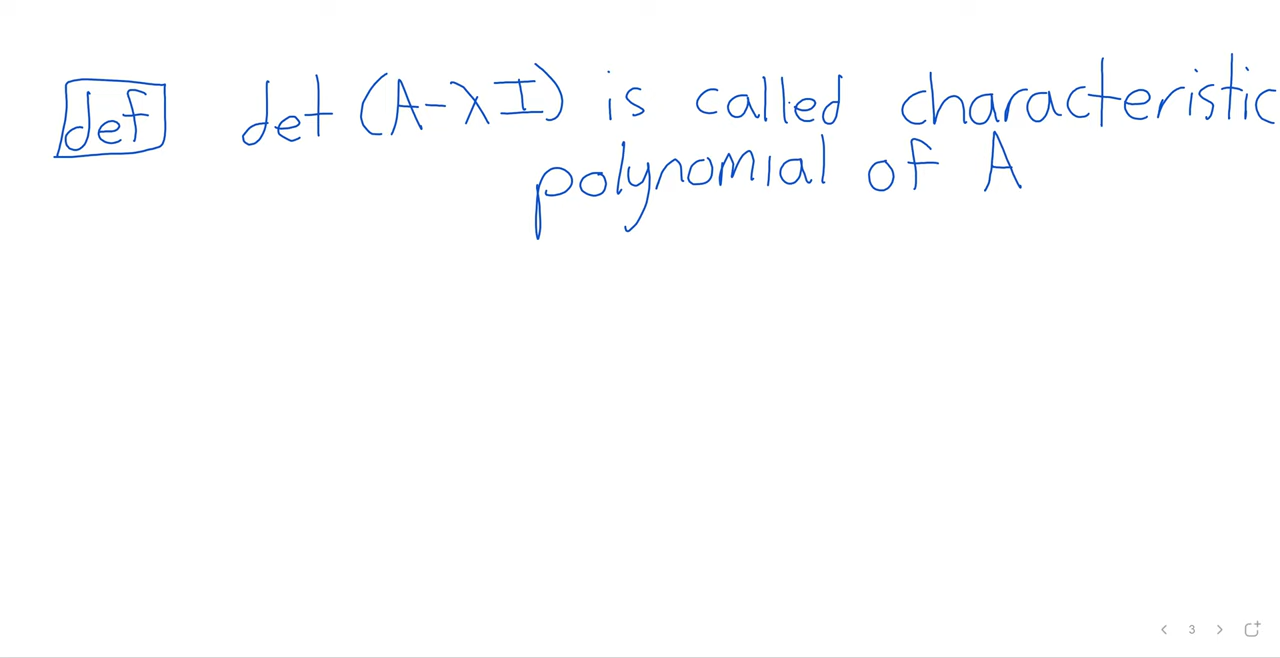 def det (A-λI) is called characteristic
polynomial of A
3